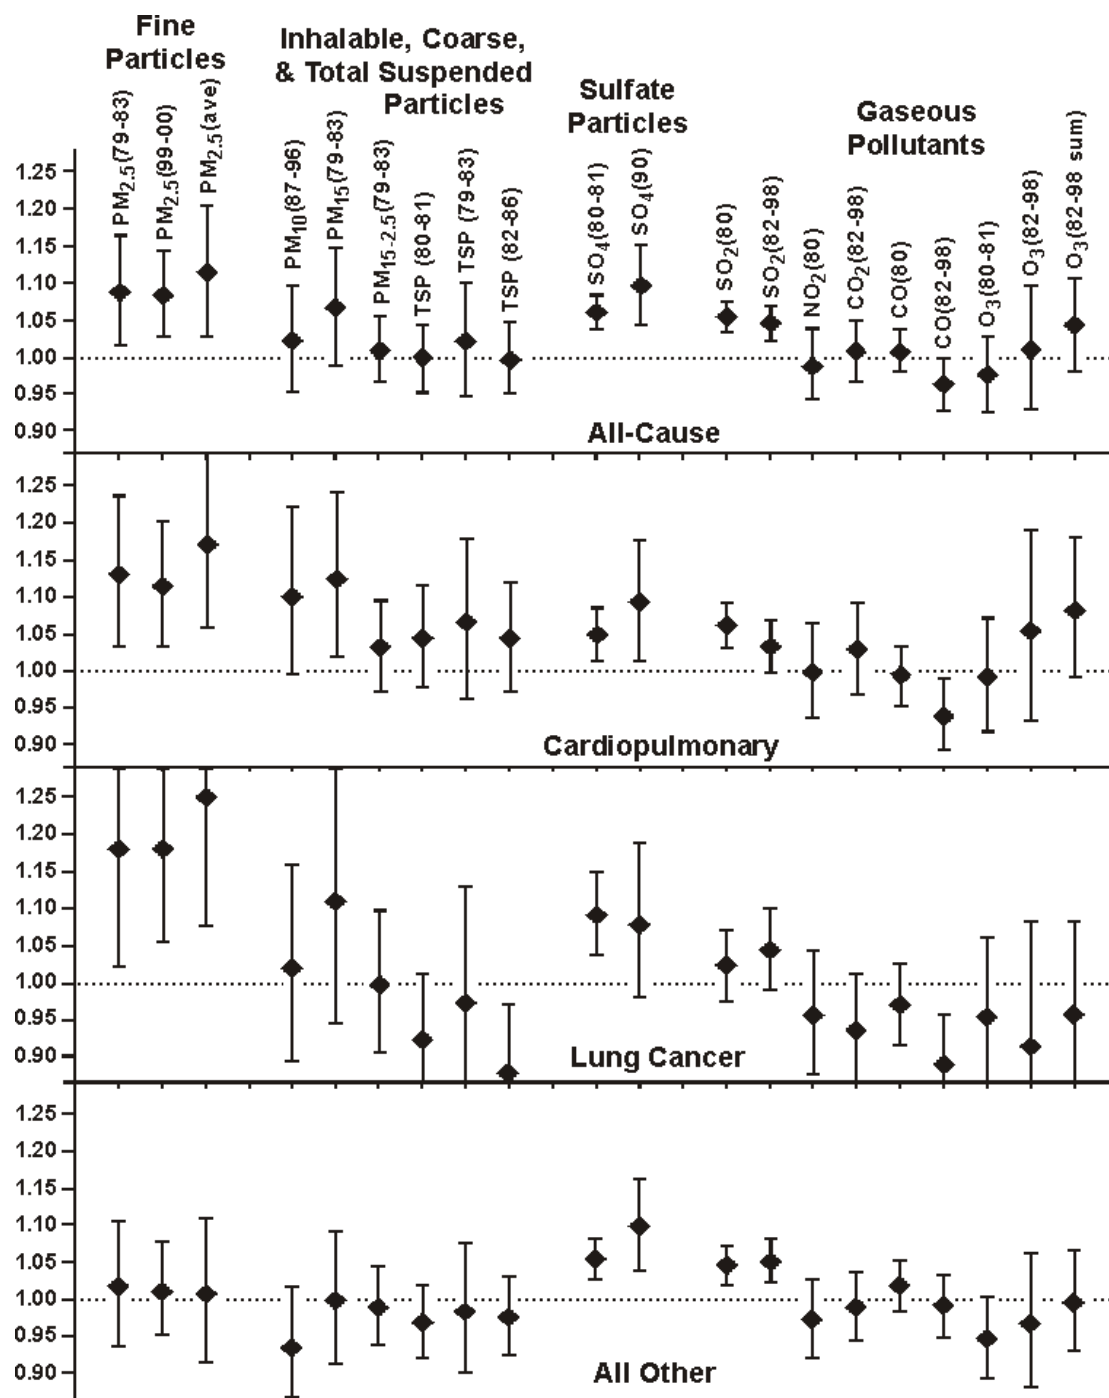 Fine
Particles
Inhalable, Coarse,
& Total Suspended
Particles
Sulfate
Particles
Gaseous
Pollutants
PM2.5(79-83)
PM2.5(99-00)
PM2.5(ave)
PM10(87-96)
PM15(79-83)
PM15-2.5(79-83)
TSP (80-81)
TSP (79-83)
TSP (82-86)
SO4(80-81)
SO4(90)
SO2(80)
SO2(82-98)
NO2(80)
CO2(82-98)
CO(80)
CO(82-98)
O3(80-81)
O3(82-98)
O3(82-98 sum)
1.25
1.20
1.15
1.10
1.05
1.00
0.95
0.90
All-Cause
1.25
1.20
1.15
1.10
1.05
1.00
0.95
0.90
Cardiopulmonary
1.25
1.20
1.15
1.10
1.05
1.00
0.95
0.90
Lung Cancer
1.25
1.20
1.15
1.10
1.05
1.00
0.95
0.90
All Other